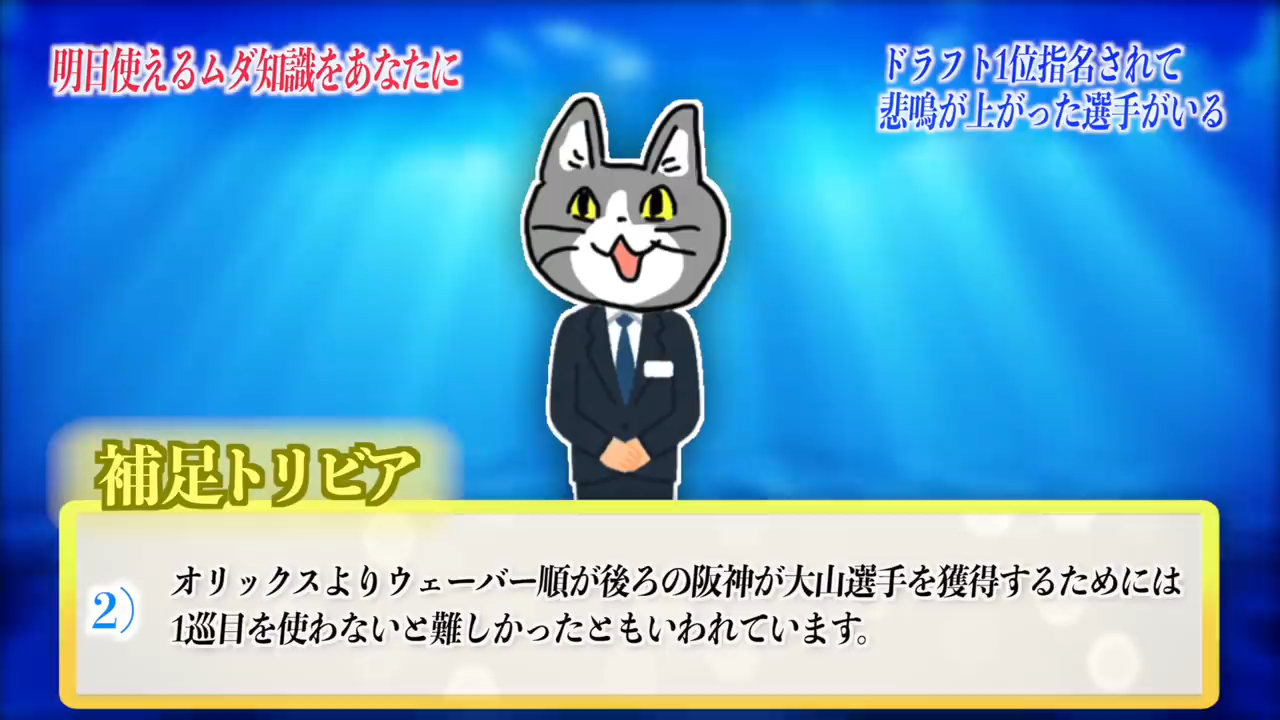 明日使えるムダ知識をあなたに
ドラフト1位指名されて
悲鳴が上がった選手がいる
補足トリビア
2）
オリックスよりウェーバー順が後ろの阪神が大山選手を獲得するためには
1巡目を使わないと難しかったともいわれています。